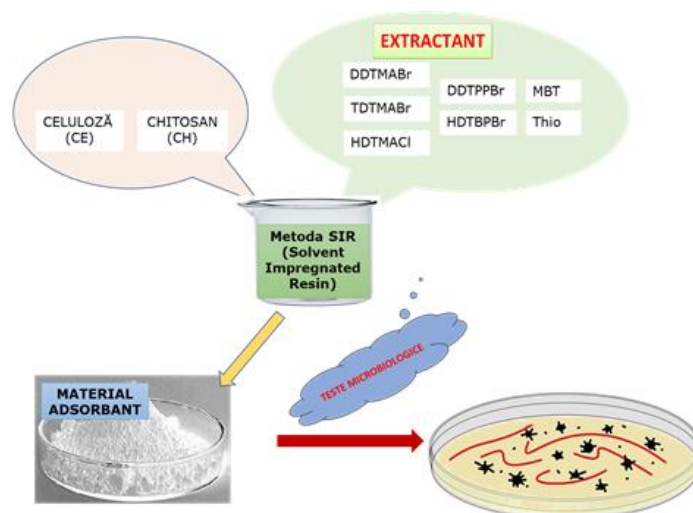 EXTRACTANT
DDTMABr
TDTMABr
HDTMACl
DDTPPBr
HDTBPBr
MBT
Thio
CELULOZĂ
(CE)
CHITOSAN
(CH)
Metoda SIR
(Solvent
Impregnated
Resin)
TESTE MICROBIOLOGICE
MATERIAL
ADSORBANT